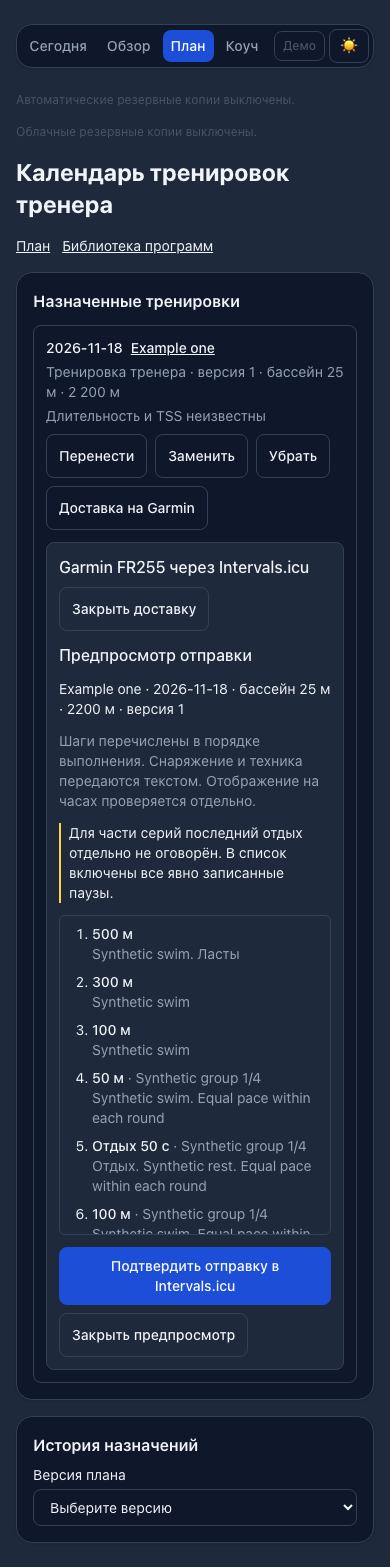 Сегодня Обзор План Коуч Демо
Автоматические резервные копии выключены.
Облачные резервные копии выключены.
Календарь тренировок
тренера
План Библиотека программ
Назначенные тренировки
2026-11-18 Example one
Тренировка тренера · версия 1 · бассейн 25
м · 2 200 м
Длительность и TSS неизвестны
Перенести Заменить Убрать
Доставка на Garmin
Garmin FR255 через Intervals.icu
Закрыть доставку
Предпросмотр отправки
Example one · 2026-11-18 · бассейн 25 м
· 2200 м · версия 1
Шаги перечислены в порядке
выполнения. Снаряжение и техника
передаются текстом. Отображение на
часах проверяется отдельно.
Для части серий последний отдых
отдельно не оговорён. В список
включены все явно записанные
паузы.
1. 500 м
Synthetic swim. Ласты
2. 300 м
Synthetic swim
3. 100 м
Synthetic swim
4. 50 м · Synthetic group 1/4
Synthetic swim. Equal pace within
each round
5. Отдых 50 с · Synthetic group 1/4
Отдых. Synthetic rest. Equal pace
within each round
6. 100 м · Synthetic group 1/4
Synthetic swim. Equal pace within
Подтвердить отправку в
Intervals.icu
Закрыть предпросмотр
История назначений
Версия плана
Выберите версию